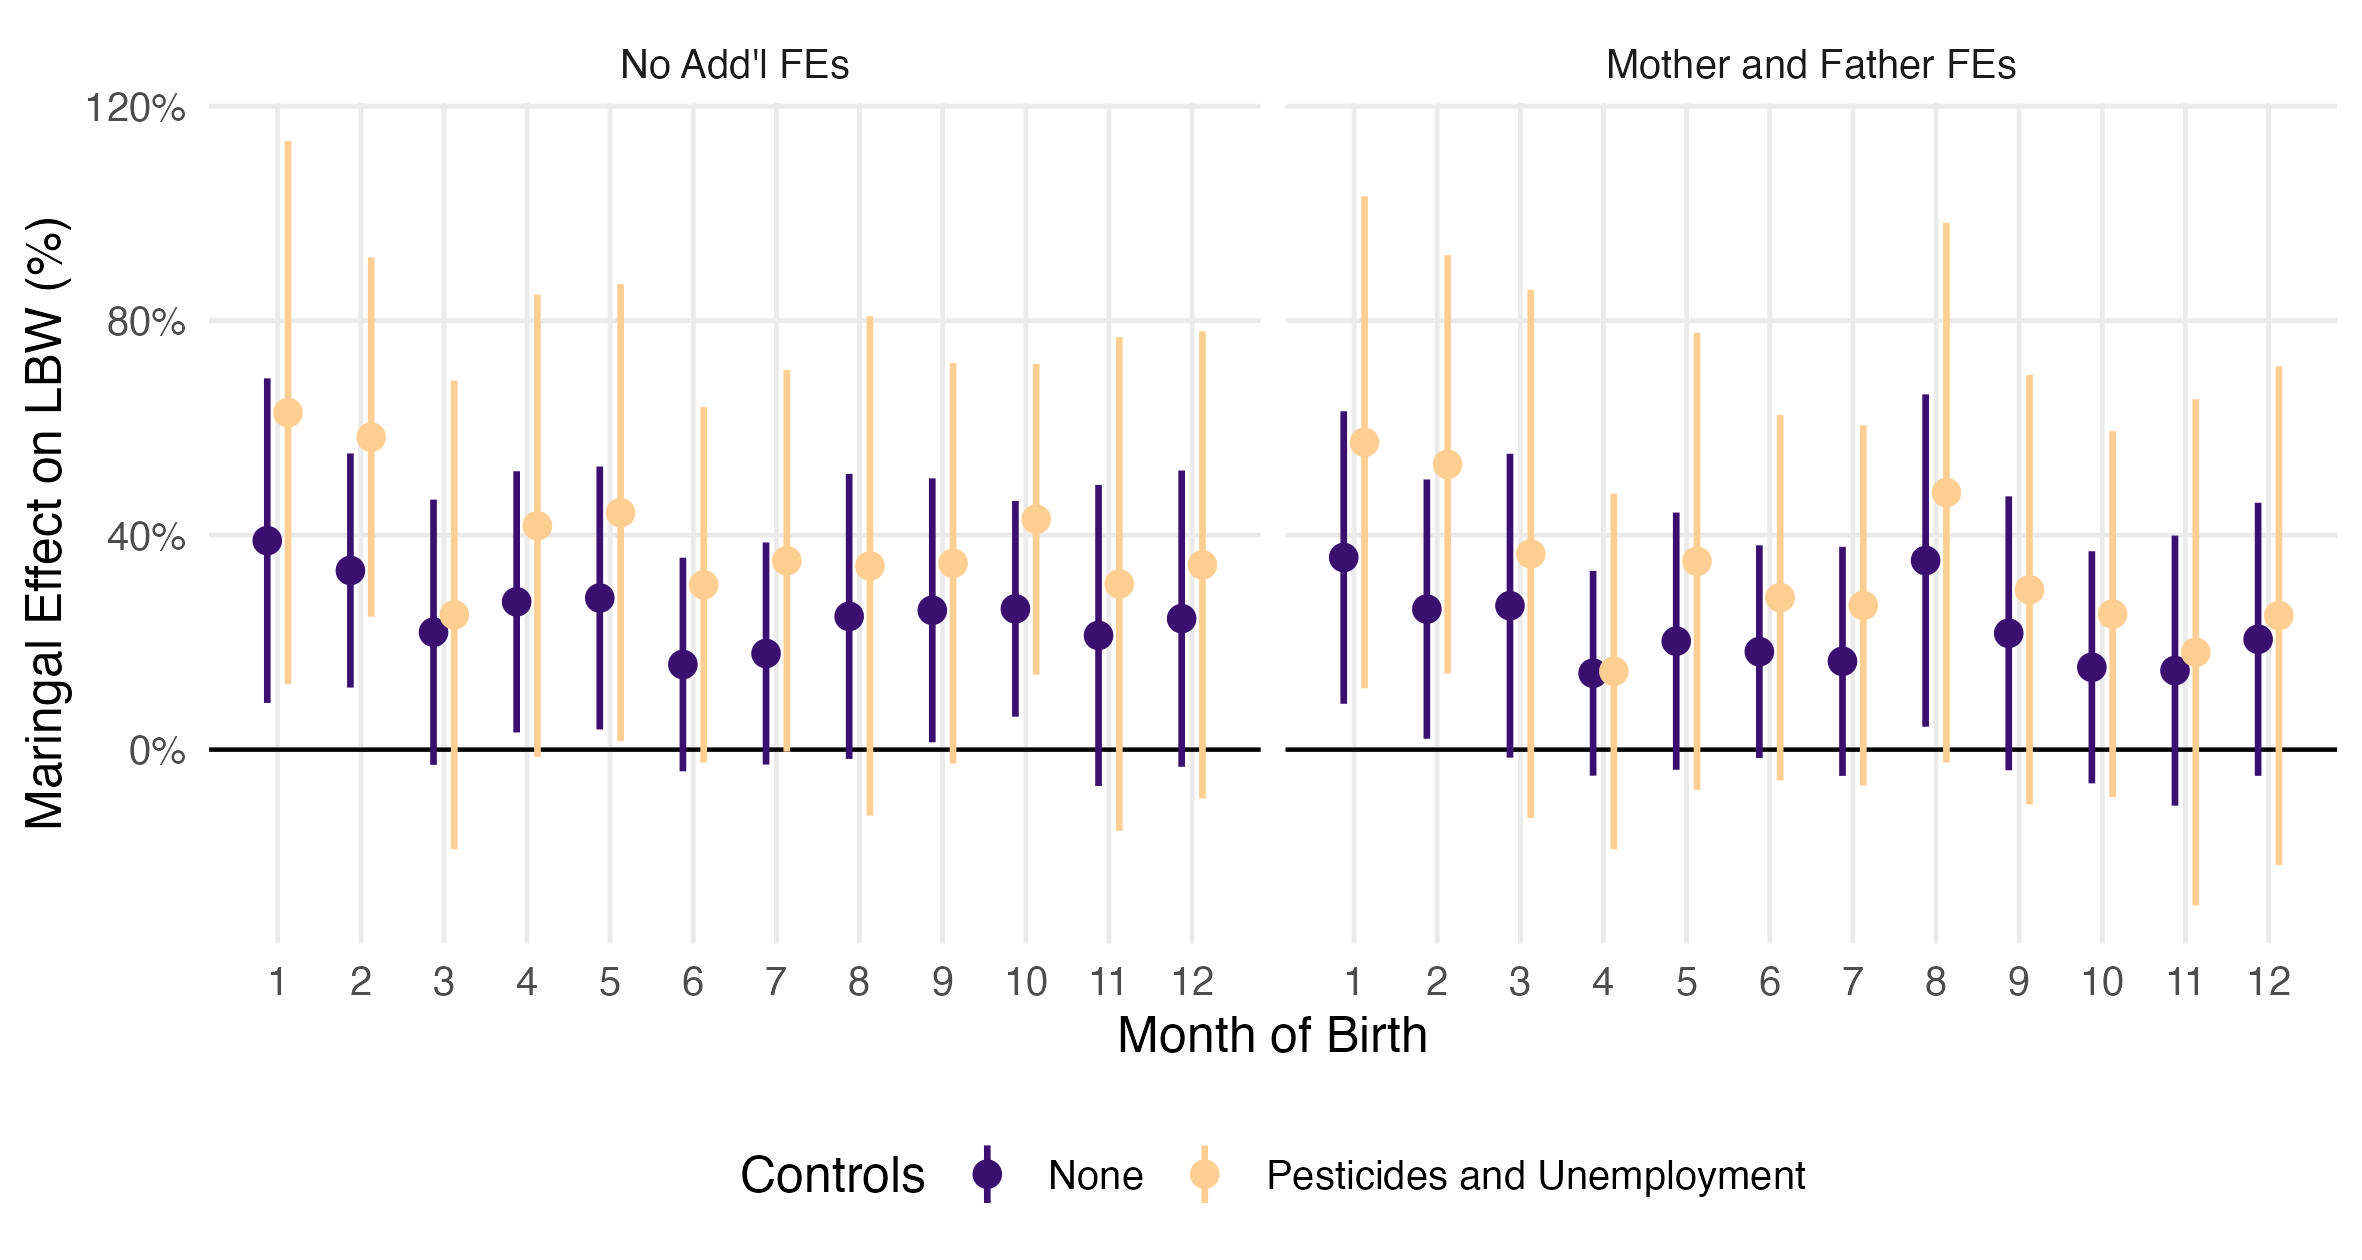 No Add'l FEs
Mother and Father FEs
Maringal Effect on LBW (%)
120%
80%
40%
0%
1 2 3 4 5 6 7 8 9 10 11 12
1 2 3 4 5 6 7 8 9 10 11 12
Month of Birth
Controls None Pesticides and Unemployment